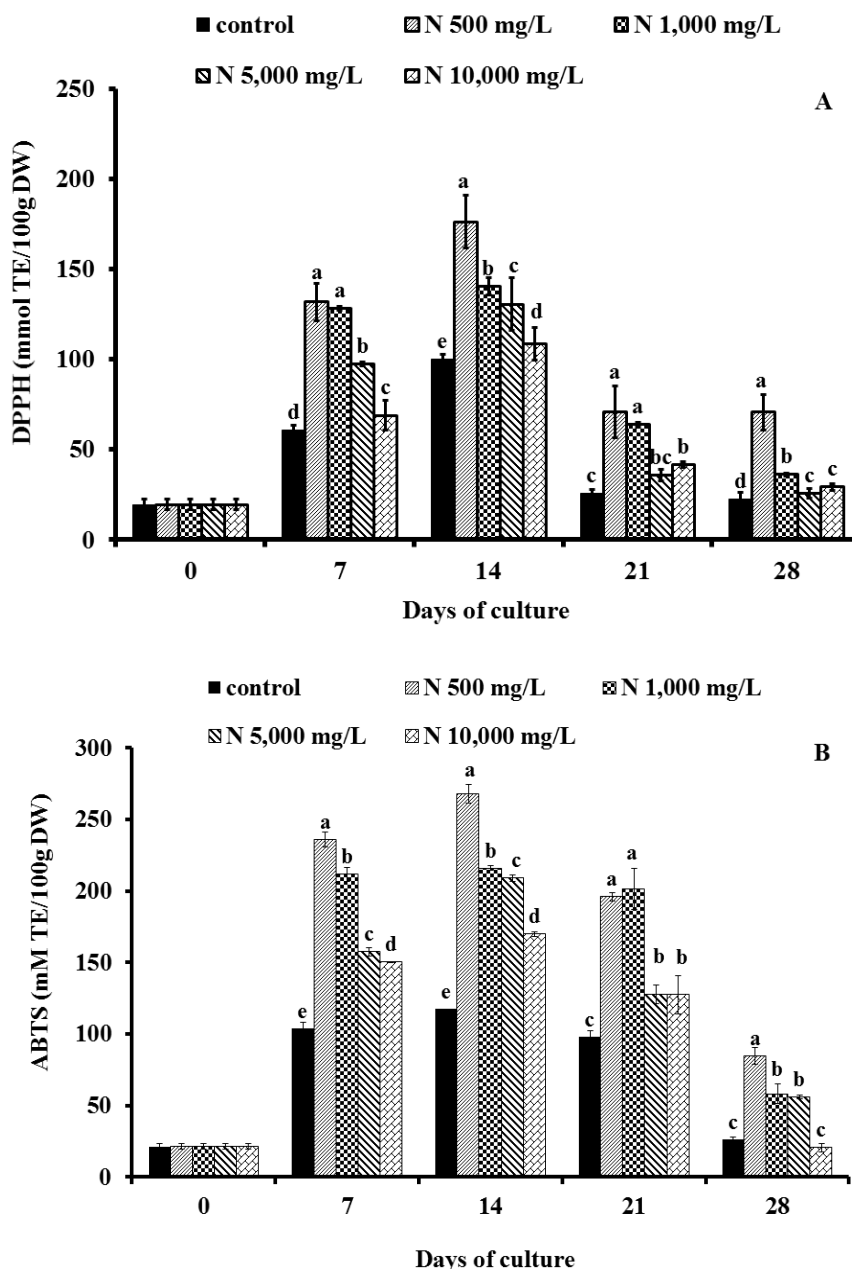 control N 500 mg/L N 1,000 mg/L
N 5,000 mg/L N 10,000 mg/L
250
A
200
150
100
50
0
DPPH (mmol TE/100g DW)
d a a b c
e a b c d
c a a bc b
d a b c c
0 7 14 21 28
Days of culture
control N 500 mg/L N 1,000 mg/L
N 5,000 mg/L N 10,000 mg/L
300
B
250
200
150
100
50
0
ABTS (mM TE/100g DW)
e a b c d
e a b c d
c a a b b
c a b b c
0 7 14 21 28
Days of culture